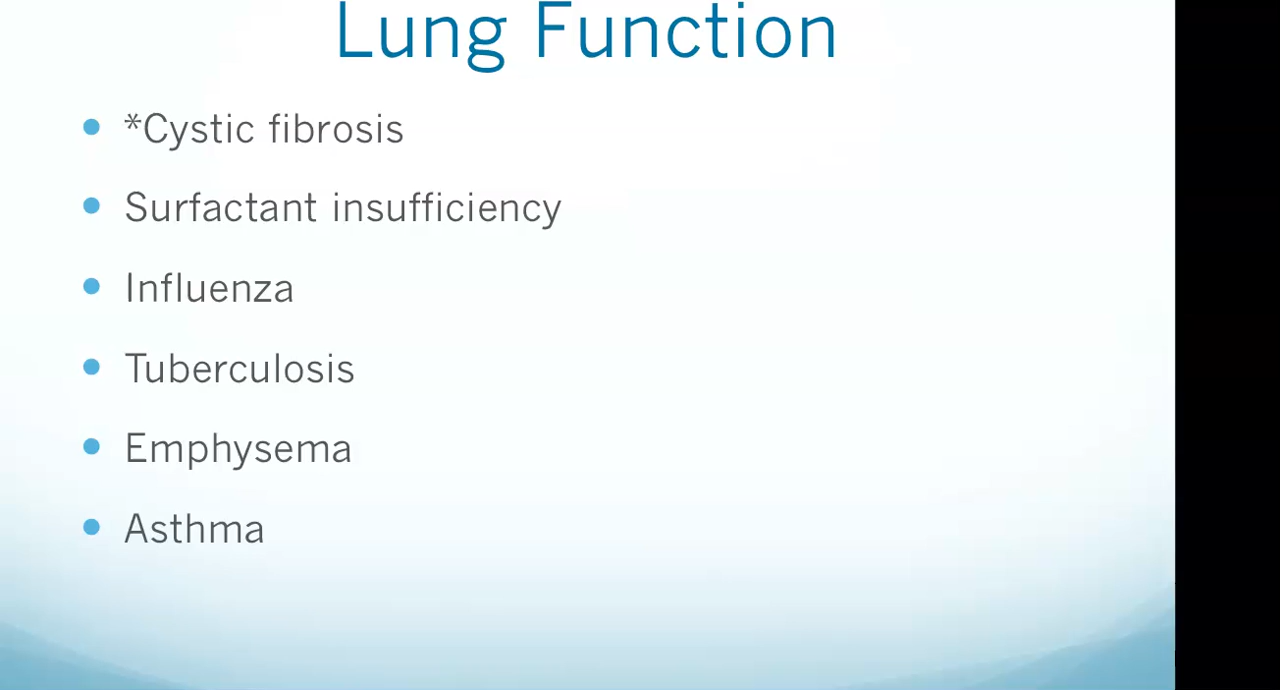 Lung Function
• *Cystic fibrosis
• Surfactant insufficiency
• Influenza
• Tuberculosis
• Emphysema
• Asthma